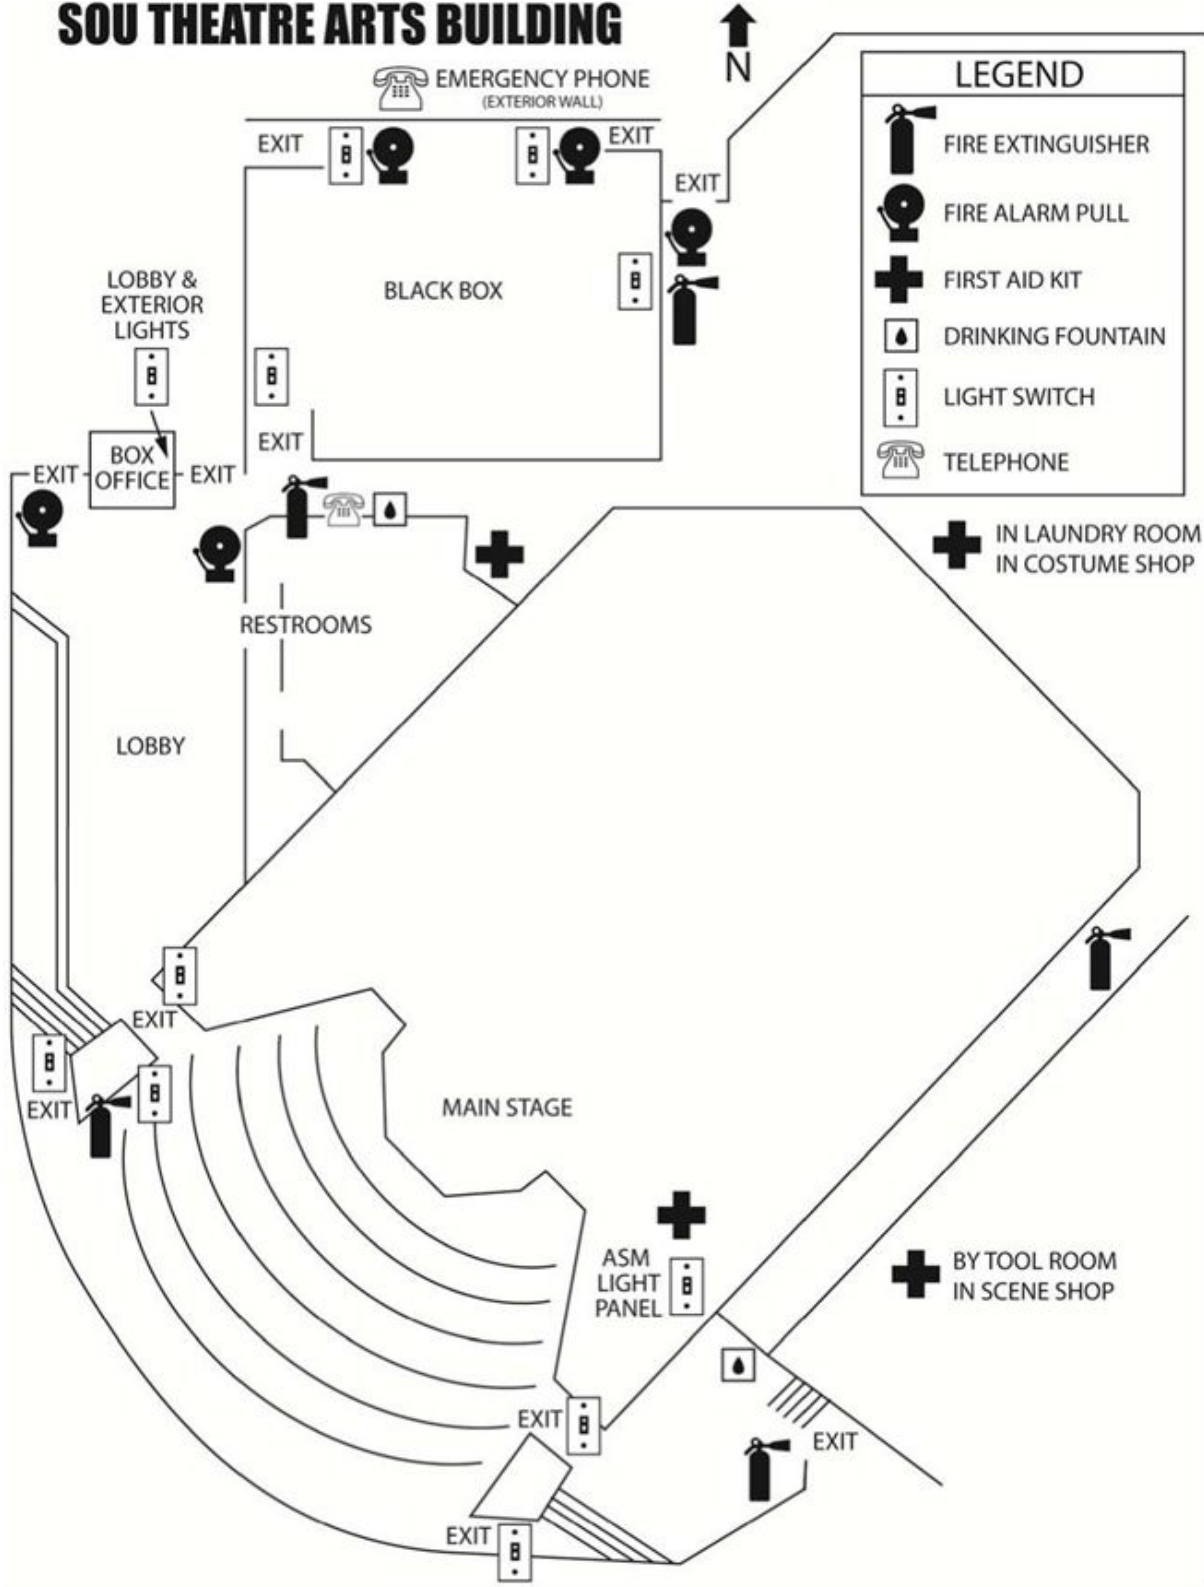 SOU THEATRE ARTS BUILDING
N
EMERGENCY PHONE
(EXTERIOR WALL)
LEGEND
FIRE EXTINGUISHER
FIRE ALARM PULL
FIRST AID KIT
DRINKING FOUNTAIN
LIGHT SWITCH
TELEPHONE
EXIT
EXIT
EXIT
BLACK BOX
LOBBY &
EXTERIOR
LIGHTS
EXIT
EXIT
BOX
OFFICE
EXIT
IN LAUNDRY ROOM
IN COSTUME SHOP
RESTROOMS
LOBBY
EXIT
EXIT
MAIN STAGE
ASM
LIGHT
PANEL
BY TOOL ROOM
IN SCENE SHOP
EXIT
EXIT
EXIT